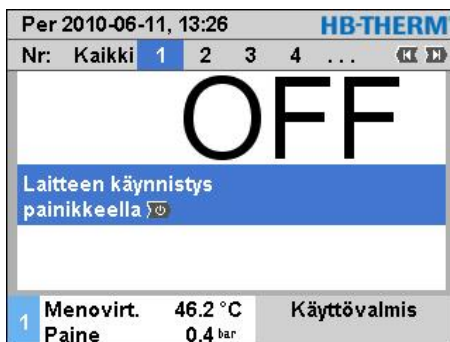 Per 2010-06-11, 13:26 HB-THERM
Nr: Kaikki 1 2 3 4 ...
OFF
Laitteen käynnistys
painikkeella
1 Menovirt. 46.2 °C Käyttövalmis
Paine 0.4 bar